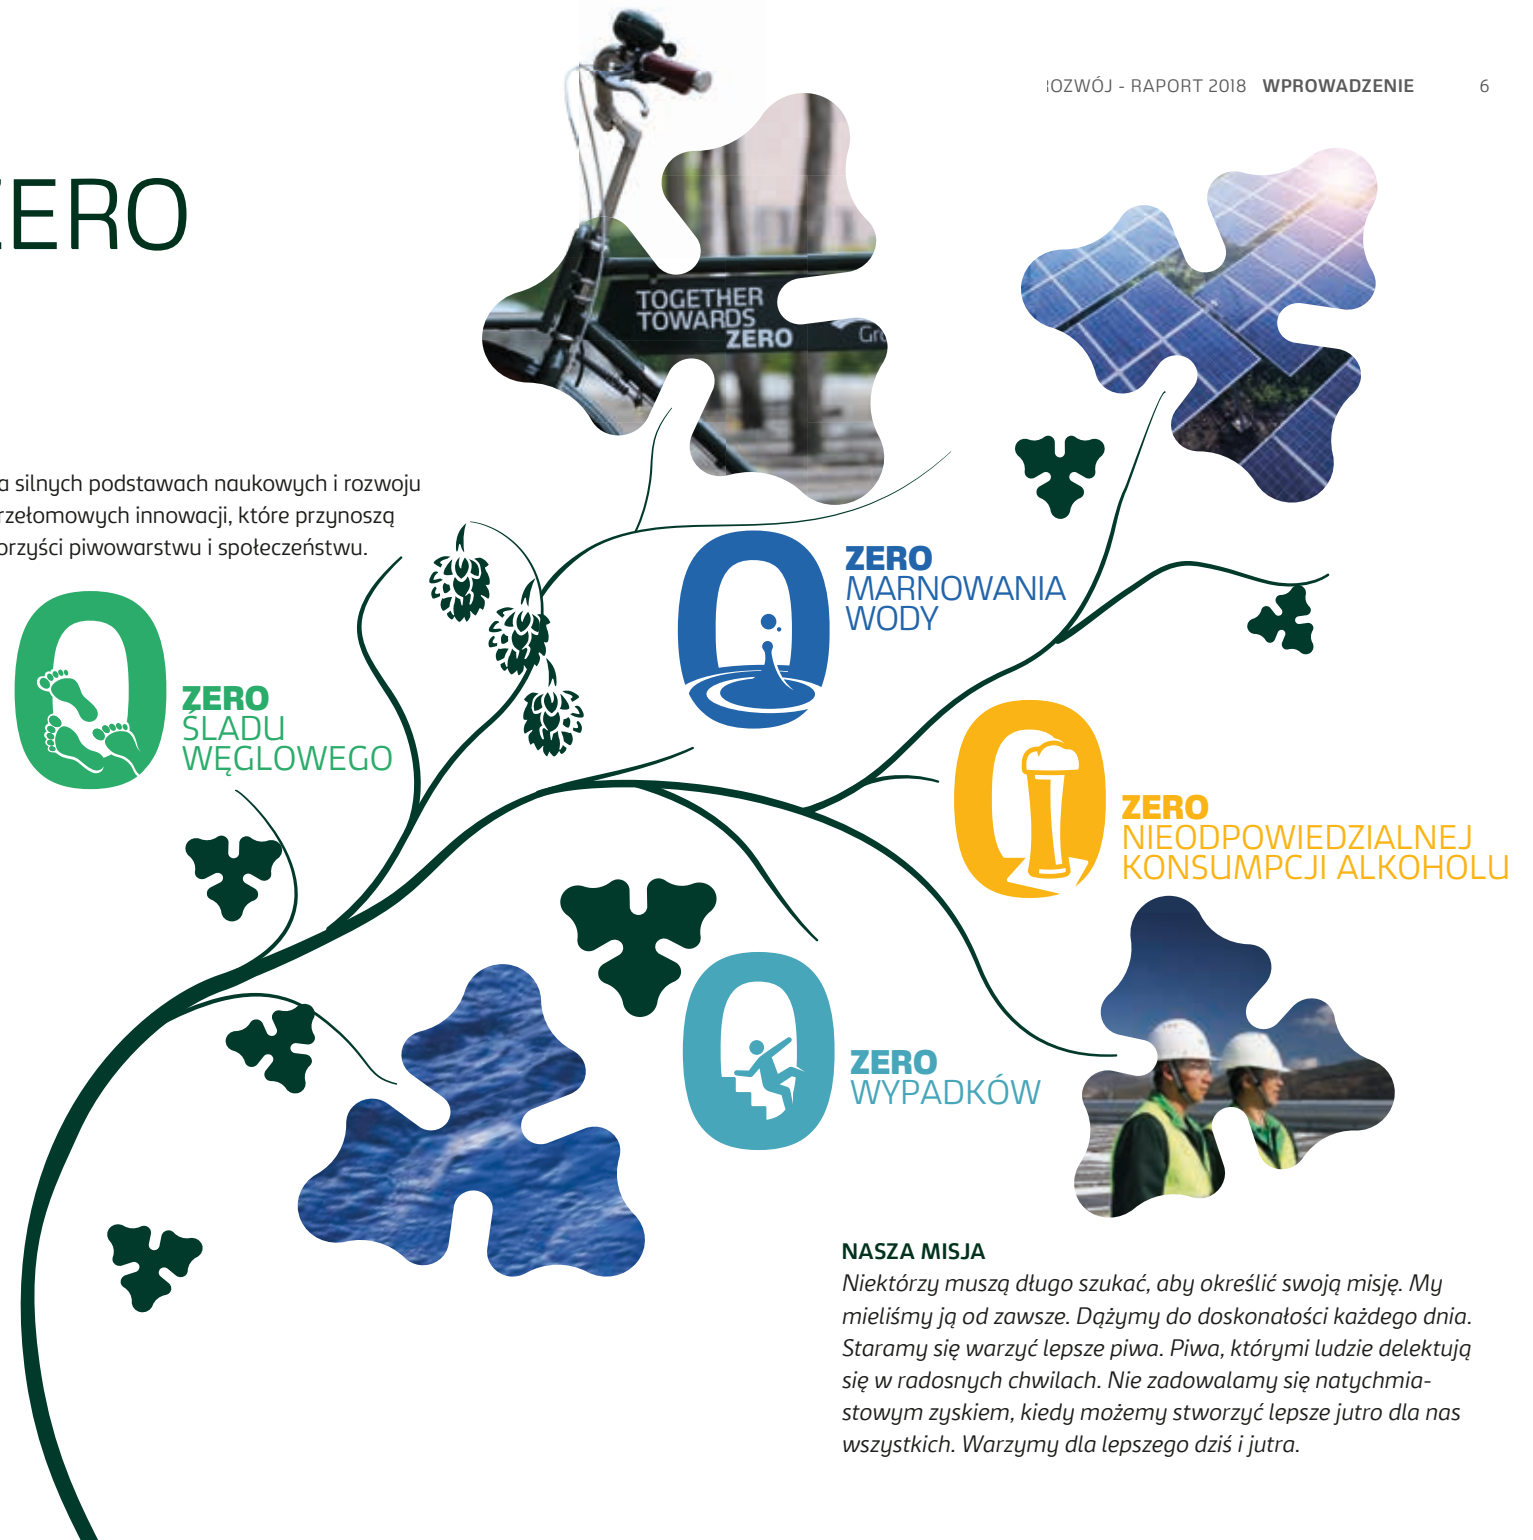 ROZWÓJ - RAPORT 2018 WPROWADZENIE 6
ZERO
TOGETHER
TOWARDS
ZERO
silnych podstawach naukowych i rozwoju
innowacji, które przynoszą
piwowarstwu i społeczeństwu.
ZERO
MARNOWANIA
WODY
ZERO
ŚLADU
WĘGLOWEGO
ZERO
NIEODPOWIEDZIALNEJ
KONSUMPCJI ALKOHOLU
ZERO
WYPADKÓW
NASZA MISJA
Niektórzy muszą długo szukać, aby określić swoją misję. My
mieliśmy ją od zawsze. Dążymy do doskonałości każdego dnia.
Staramy się warzyć lepsze piwa. Piwa, którymi ludzie delektują
się w radosnych chwilach. Nie zadowalamy się natychmia-
stowym zyskiem, kiedy możemy stworzyć lepsze jutro dla nas
wszystkich. Warzymy dla lepszego dziś i jutra.